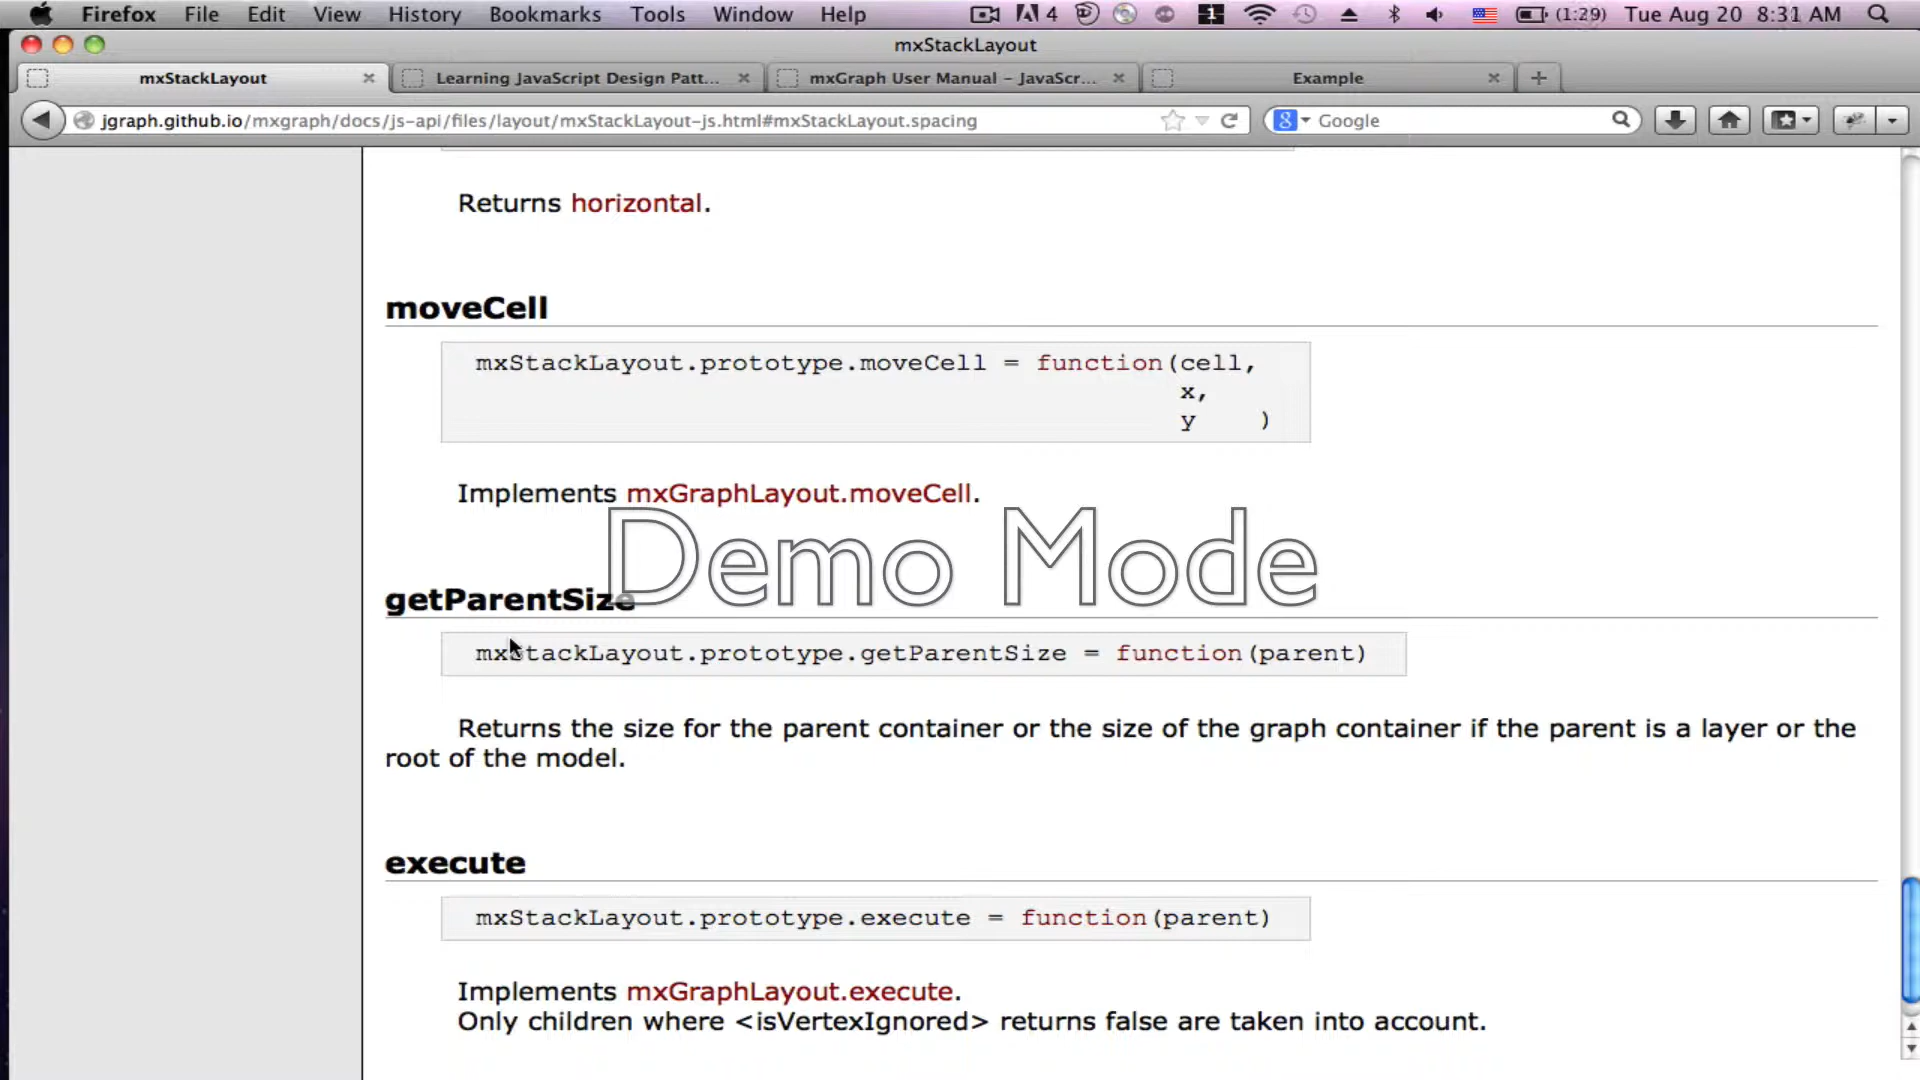 Firefox File Edit View History Bookmarks Tools Window Help 4 1 (1:29) Tue Aug 20 8:31 AM
mxStackLayout
mxStackLayout Learning JavaScript Design Patt... mxGraph User Manual – JavaScr... Example
jgraph.github.io/mxgraph/docs/js-api/files/layout/mxStackLayout-js.html#mxStackLayout.spacing Google
Returns horizontal.
moveCell
mxStackLayout.prototype.moveCell = function(cell,
x,
y )
Implements mxGraphLayout.moveCell.
Demo Mode
getParentSize
mxStackLayout.prototype.getParentSize = function(parent)
Returns the size for the parent container or the size of the graph container if the parent is a layer or the
root of the model.
execute
mxStackLayout.prototype.execute = function(parent)
Implements mxGraphLayout.execute.
Only children where <isVertexIgnored> returns false are taken into account.